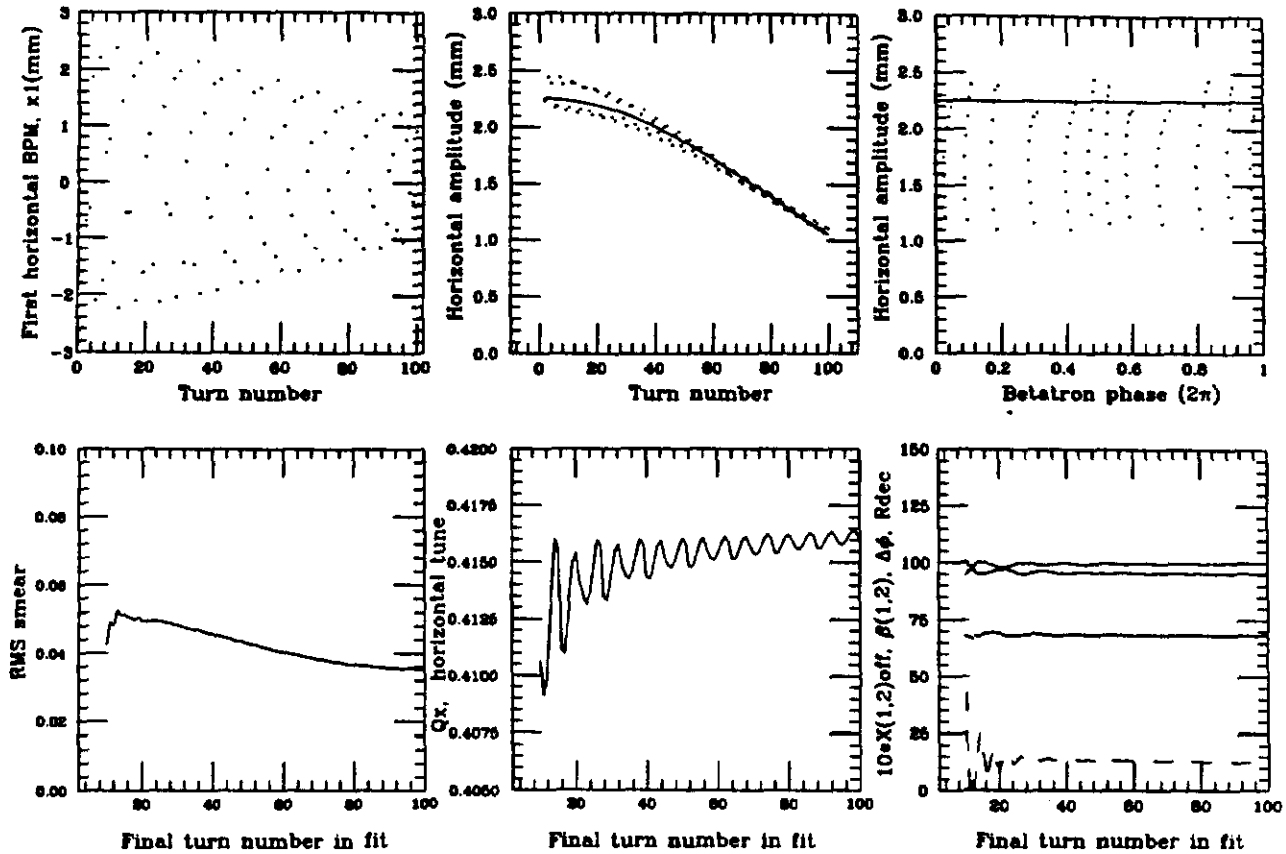 First horizontal BPM, x1(mm)
3
2
1
0
-1
-2
-3
0 20 40 60 80 100
Turn number
Horizontal amplitude (mm)
3.0
2.5
2.0
1.5
1.0
0.5
0.0
0 20 40 60 80 100
Turn number
Horizontal amplitude (mm)
3.0
2.5
2.0
1.5
1.0
0.5
0.0
0 0.2 0.4 0.6 0.8 1
Betatron phase (2π)
RMS smear
0.10
0.08
0.06
0.04
0.02
0.00
20 40 60 80 100
Final turn number in fit
Qx, horizontal tune
0.4200
0.4175
0.4150
0.4125
0.4100
0.4075
0.4050
20 40 60 80 100
Final turn number in fit
10*X(1,2)off, β(1,2), Δϕ, Rdec
150
125
100
75
50
25
0
20 40 60 80 100
Final turn number in fit